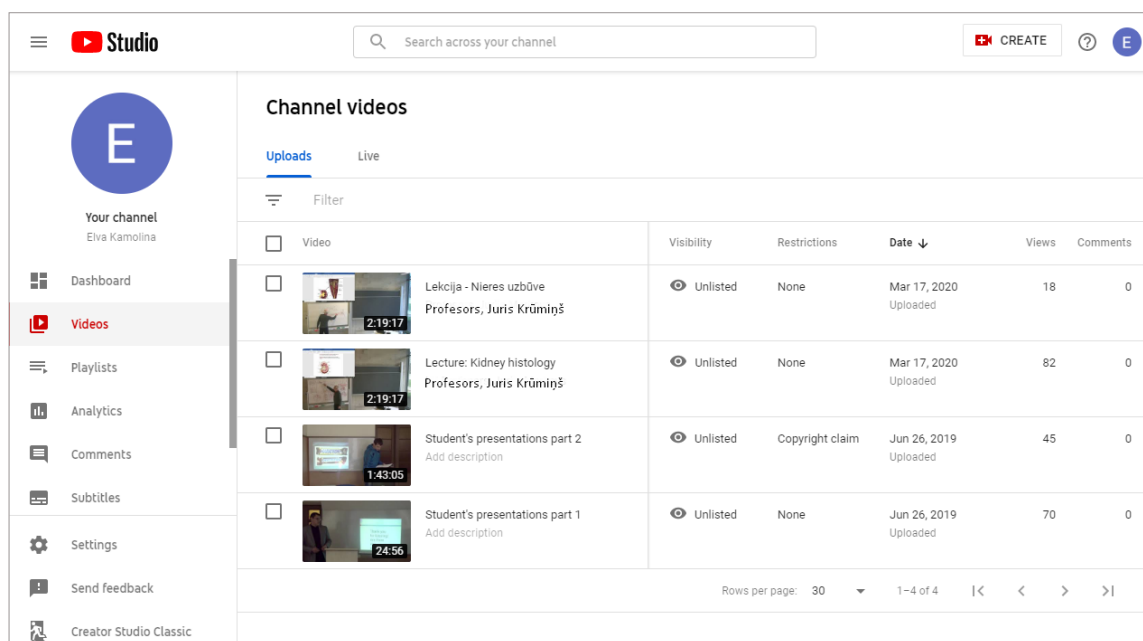 Studio
Search across your channel
CREATE
E
E
Your channel
Elva Kamolina
Dashboard
Videos
Playlists
Analytics
Comments
Subtitles
Settings
Send feedback
Creator Studio Classic
Channel videos
Uploads Live
Filter
Video Visibility Restrictions Date Views Comments
2:19:17
Lekcija - Nieres uzbūve Unlisted None Mar 17, 2020 18 0
Profesors, Juris Krūmiņš Uploaded
2:19:17
Lecture: Kidney histology Unlisted None Mar 17, 2020 82 0
Profesors, Juris Krūmiņš Uploaded
1:43:05
Student's presentations part 2 Unlisted Copyright claim Jun 26, 2019 45 0
Add description Uploaded
24:56
Student's presentations part 1 Unlisted None Jun 26, 2019 70 0
Add description Uploaded
Rows per page: 30 1–4 of 4